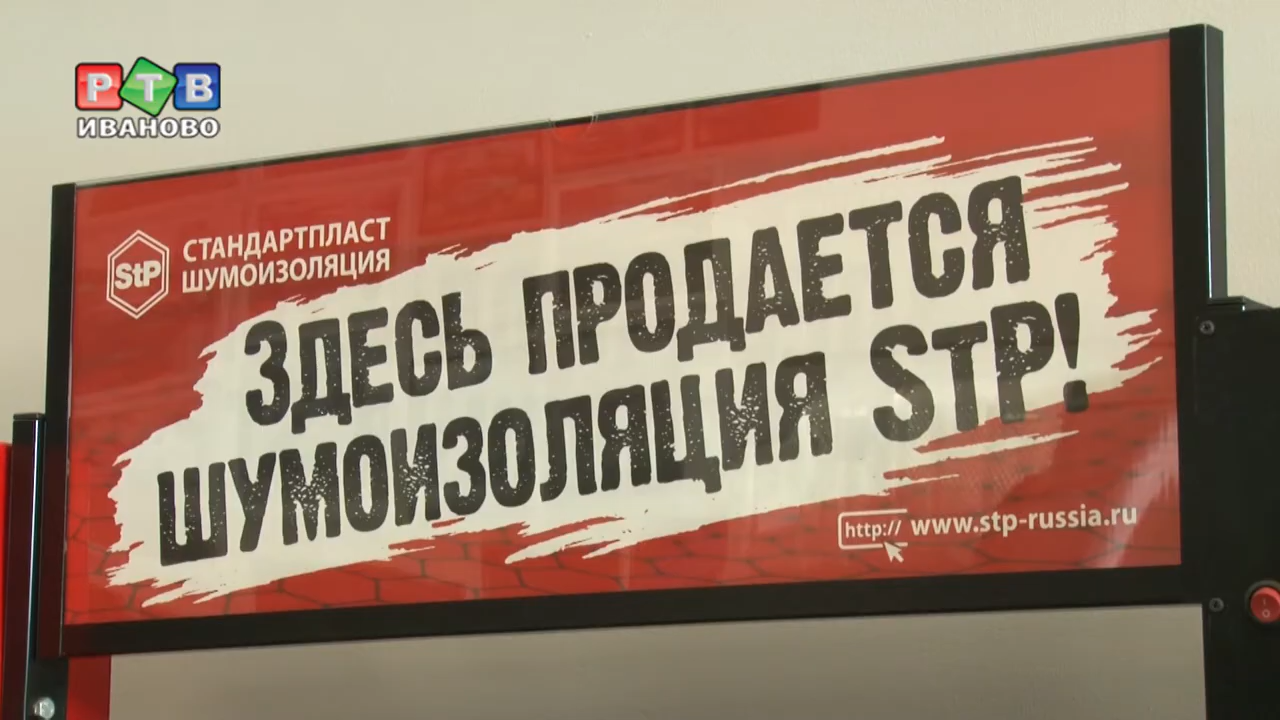 РТВ
ИВАНОВО
StP
СТАНДАРТПЛАСТ
ШУМОИЗОЛЯЦИЯ
ЗДЕСЬ ПРОДАЕТСЯ
ШУМОИЗОЛЯЦИЯ STP!
http:// www.stp-russia.ru